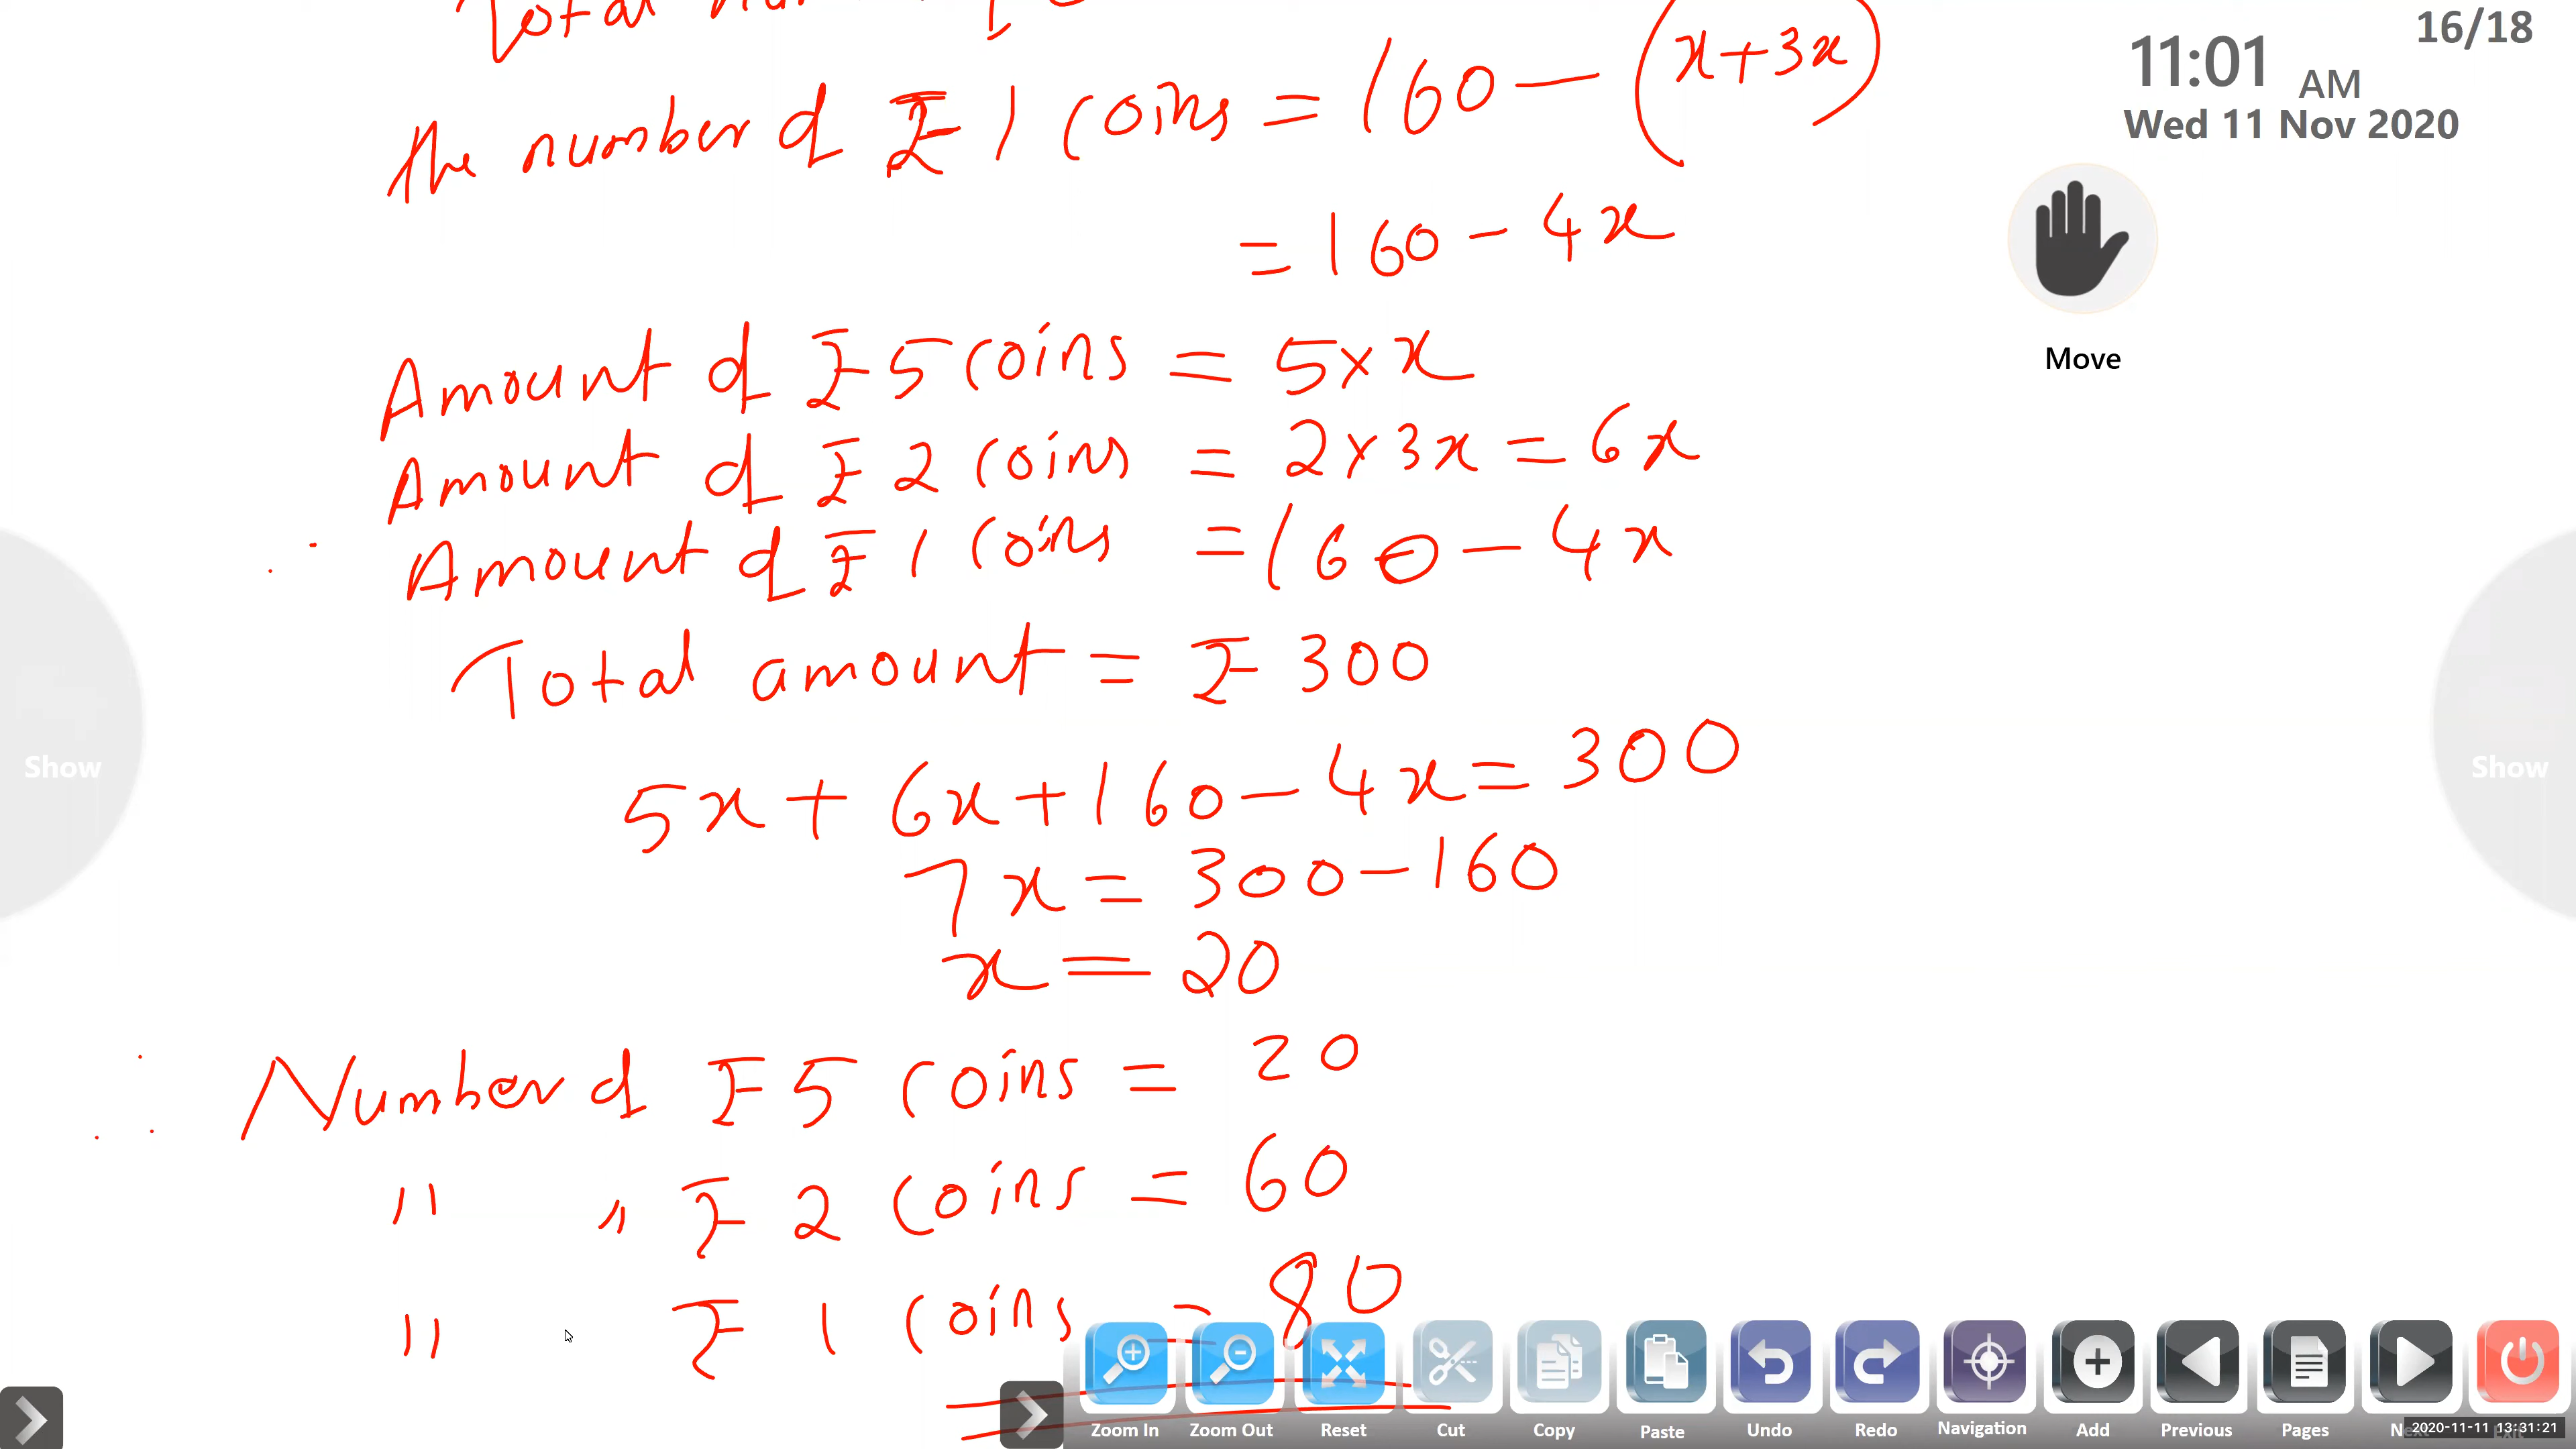 Total
16/18
11:01 AM
Wed 11 Nov 2020
the number of ₹ 1 coins = 160 - (x+3x)
= 160 - 4x
Move
Amount of ₹ 5 coins = 5 × x
Amount of ₹ 2 coins = 2 × 3x = 6x
Amount of ₹ 1 coins = 160 - 4x
Total amount = ₹ 300
Show
Show
5x + 6x + 160 - 4x = 300
7x = 300 - 160
x = 20
∴ Number of ₹ 5 coins = 20
" " ₹ 2 coins = 60
" ₹ 1 coins = 80
Zoom In Zoom Out Reset Cut Copy Paste Undo Redo Navigation Add Previous Pages
2020-11-11 13:31:21